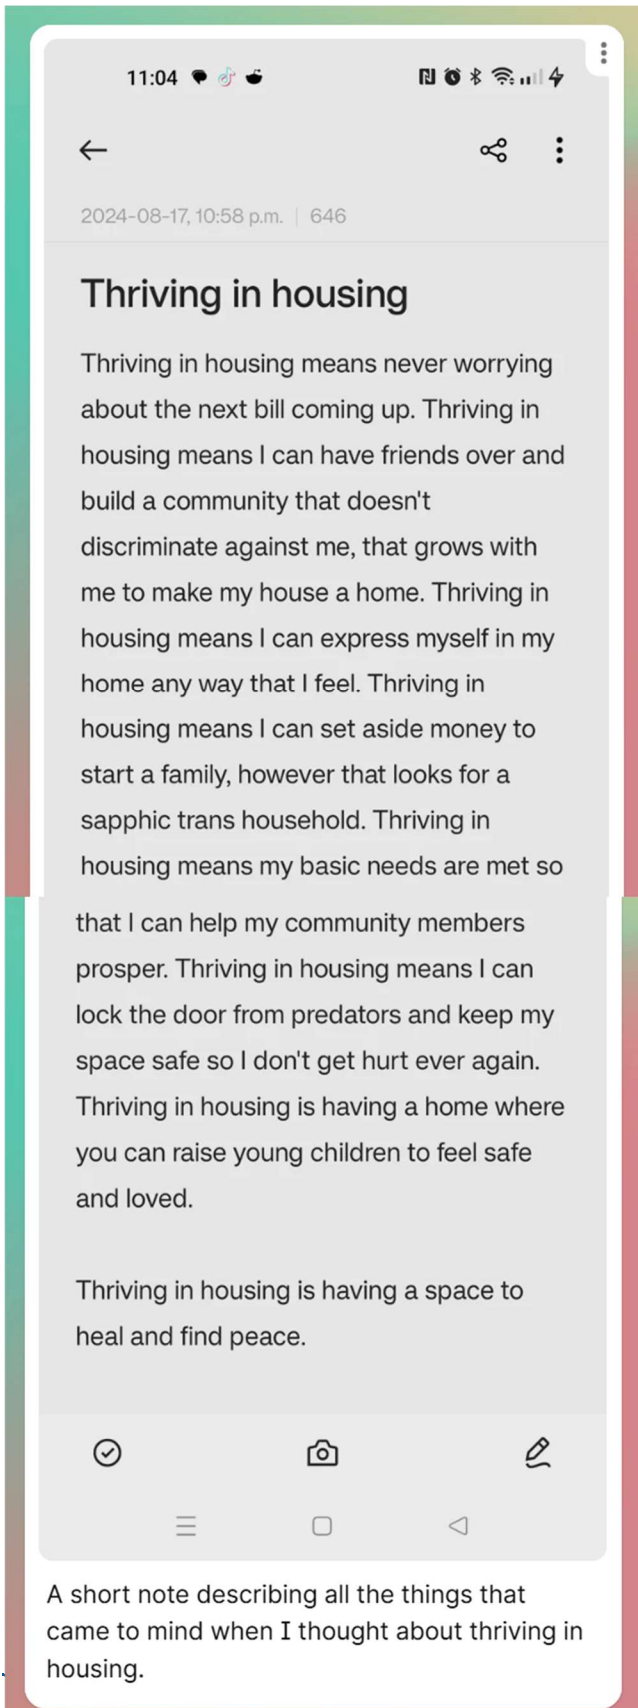 11:04
2024-08-17, 10:58 p.m. | 646
Thriving in housing
Thriving in housing means never worrying
about the next bill coming up. Thriving in
housing means I can have friends over and
build a community that doesn't
discriminate against me, that grows with
me to make my house a home. Thriving in
housing means I can express myself in my
home any way that I feel. Thriving in
housing means I can set aside money to
start a family, however that looks for a
sapphic trans household. Thriving in
housing means my basic needs are met so
that I can help my community members
prosper. Thriving in housing means I can
lock the door from predators and keep my
space safe so I don't get hurt ever again.
Thriving in housing is having a home where
you can raise young children to feel safe
and loved.
Thriving in housing is having a space to
heal and find peace.
A short note describing all the things that
came to mind when I thought about thriving in
housing.